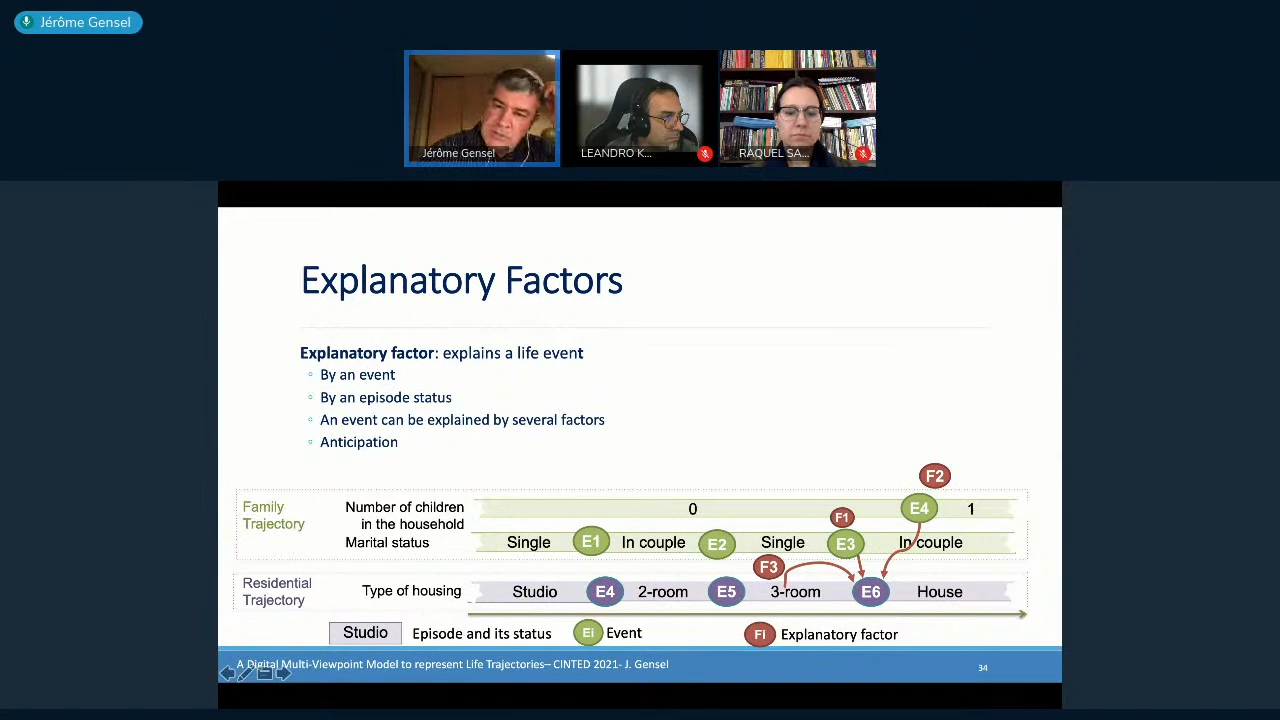 Jérôme Gensel
Jérôme Gensel
LEANDRO K...
RAQUEL SA...
Explanatory Factors
Explanatory factor: explains a life event
By an event
By an episode status
An event can be explained by several factors
Anticipation
F2
Family Trajectory
Number of children in the household
0
E4
1
F1
Marital status
Single
E1
In couple
E2
Single
E3
In couple
F3
Residential Trajectory
Type of housing
Studio
E4
2-room
E5
3-room
E6
House
Studio
Episode and its status
Ei
Event
Fi
Explanatory factor
A Digital Multi-Viewpoint Model to represent Life Trajectories– CINTED 2021- J. Gensel
34